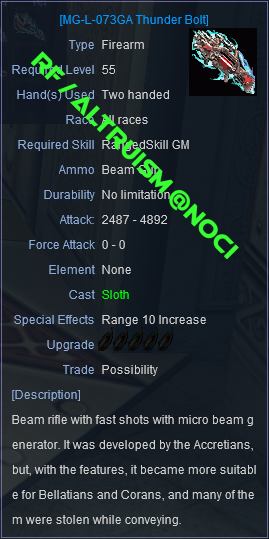 [MG-L-073GA Thunder Bolt]
Type Firearm
Required Level 55
Hand(s) Used Two handed
Race All races
Required Skill RangedSkill GM
Ammo Beam
Durability No limitation
Attack: 2487 - 4892
Force Attack 0 - 0
Element None
Cast Sloth
Special Effects Range 10 Increase
Upgrade
Trade Possibility
[Description]
Beam rifle with fast shots with micro beam g
enerator. It was developed by the Accretians,
but, with the features, it became more suitabl
e for Bellatians and Corans, and many of the
m were stolen while conveying.
RF / ALTRUISM @NOCI